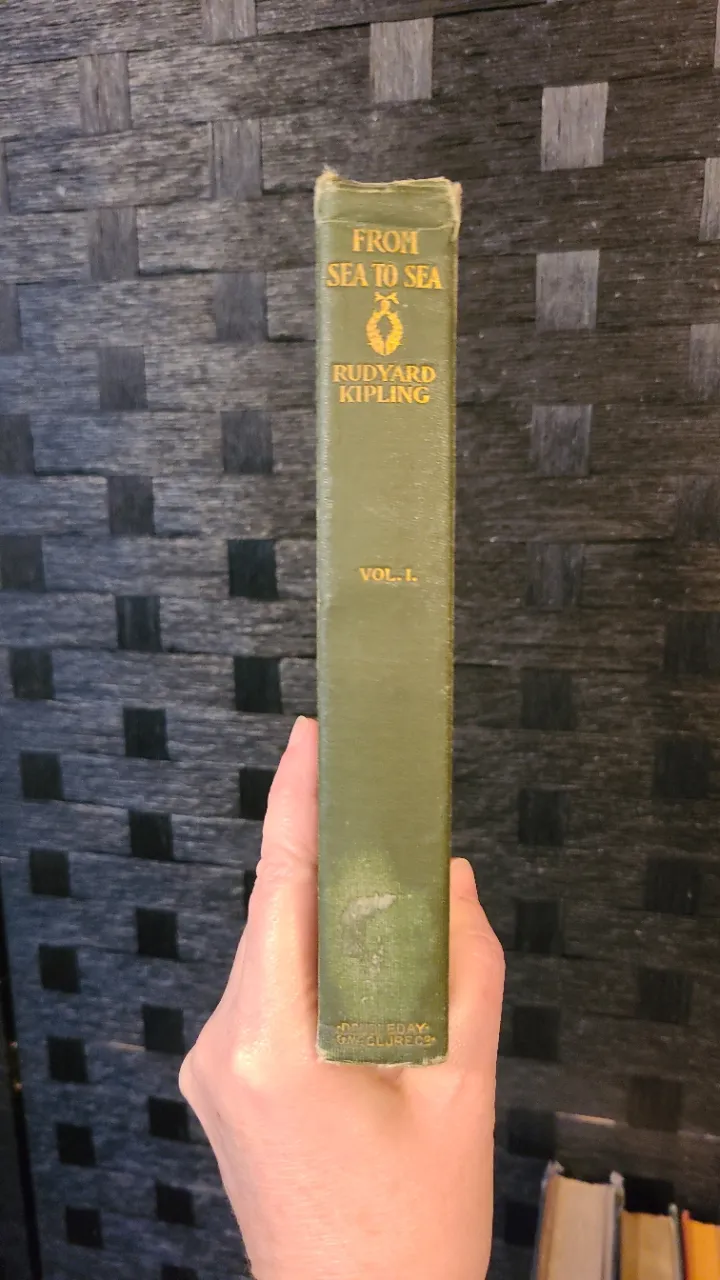 FROM
SEA TO SEA
RUDYARD
KIPLING
VOL. I.
DOUBLEDAY
& McCLURE Co